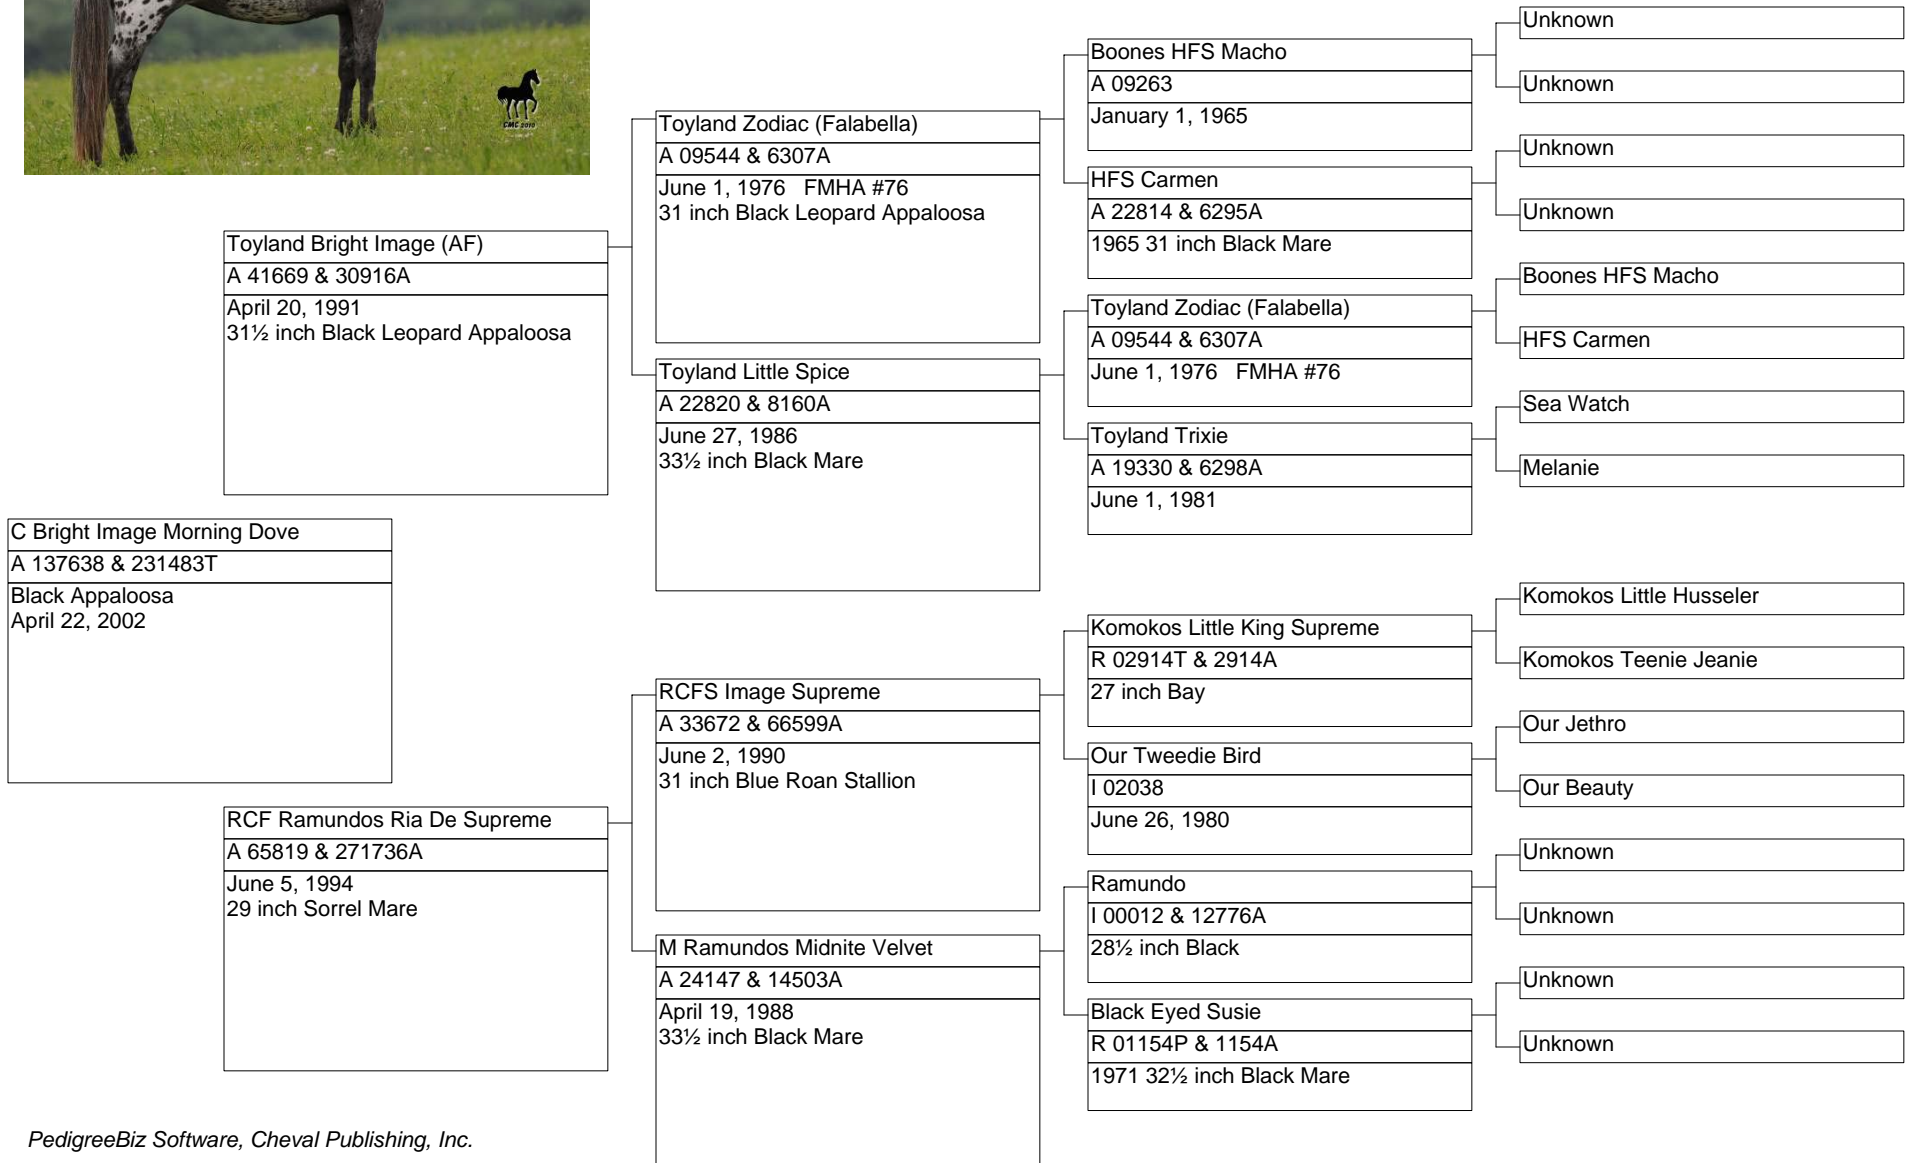 CMC 2010
Unknown
Boones HFS Macho
A 09263
January 1, 1965
Unknown
Toyland Zodiac (Falabella)
A 09544 & 6307A
June 1, 1976   FMHA #76
31 inch Black Leopard Appaloosa
Unknown
HFS Carmen
A 22814 & 6295A
1965 31 inch Black Mare
Unknown
Toyland Bright Image (AF)
A 41669 & 30916A
April 20, 1991
31½ inch Black Leopard Appaloosa
Boones HFS Macho
Toyland Zodiac (Falabella)
A 09544 & 6307A
June 1, 1976   FMHA #76
HFS Carmen
Toyland Little Spice
A 22820 & 8160A
June 27, 1986
33½ inch Black Mare
Sea Watch
Toyland Trixie
A 19330 & 6298A
June 1, 1981
Melanie
C Bright Image Morning Dove
A 137638 & 231483T
Black Appaloosa
April 22, 2002
Komokos Little Husseler
Komokos Little King Supreme
R 02914T & 2914A
27 inch Bay
Komokos Teenie Jeanie
RCFS Image Supreme
A 33672 & 66599A
June 2, 1990
31 inch Blue Roan Stallion
Our Jethro
Our Tweedie Bird
I 02038
June 26, 1980
Our Beauty
RCF Ramundos Ria De Supreme
A 65819 & 271736A
June 5, 1994
29 inch Sorrel Mare
Unknown
Ramundo
I 00012 & 12776A
28½ inch Black
Unknown
M Ramundos Midnite Velvet
A 24147 & 14503A
April 19, 1988
33½ inch Black Mare
Unknown
Black Eyed Susie
R 01154P & 1154A
1971 32½ inch Black Mare
Unknown
PedigreeBiz Software, Cheval Publishing, Inc.